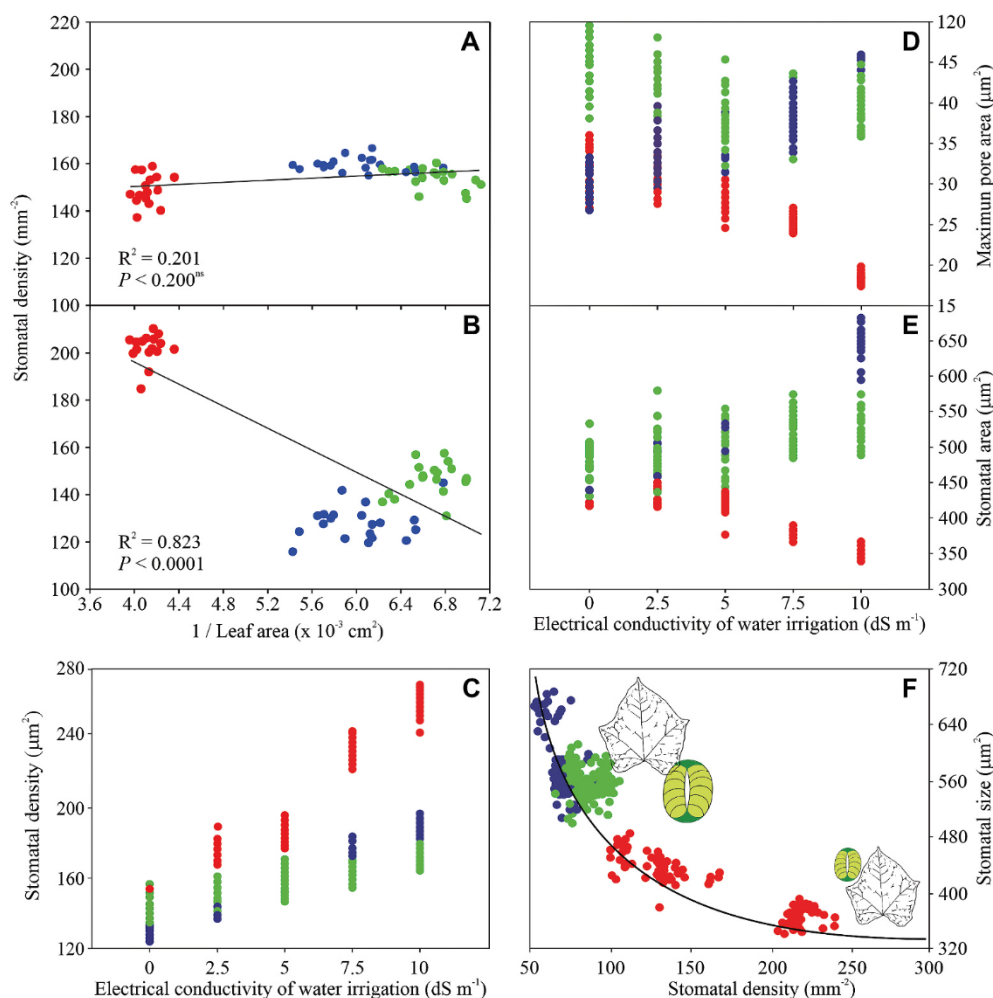 220
200
180
160
140
120
100
A
R² = 0.201
P < 0.200ns
Stomatal density (mm-2)
200
180
160
140
120
100
B
R² = 0.823
P < 0.0001
3.6 4.0 4.4 5.2 5.6 6.0 6.4 6.8 7.2
1 / Leaf area (x 10-3 cm2)
D
120
45
40
35
30
25
20
15
Maximum pore area (µm2)
E
650
600
550
500
450
400
350
300
Stomatal area (µm2)
0 2.5 5 7.5 10
Electrical conductivity of water irrigation (dS m-1)
280
240
200
160
120
C
Stomatal density (µm2)
0 2.5 5 7.5 10
Electrical conductivity of water irrigation (dS m-1)
F
720
640
560
480
400
320
Stomatal size (µm2)
50 100 150 200 250 300
Stomatal density (mm-2)